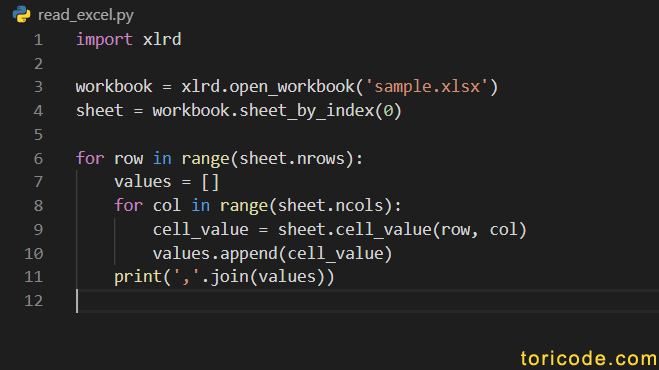 read_excel.py
1 import xlrd
2
3 workbook = xlrd.open_workbook('sample.xlsx')
4 sheet = workbook.sheet_by_index(0)
5
6 for row in range(sheet.nrows):
7     values = []
8     for col in range(sheet.ncols):
9         cell_value = sheet.cell_value(row, col)
10         values.append(cell_value)
11     print(','.join(values))
12
toricode.com